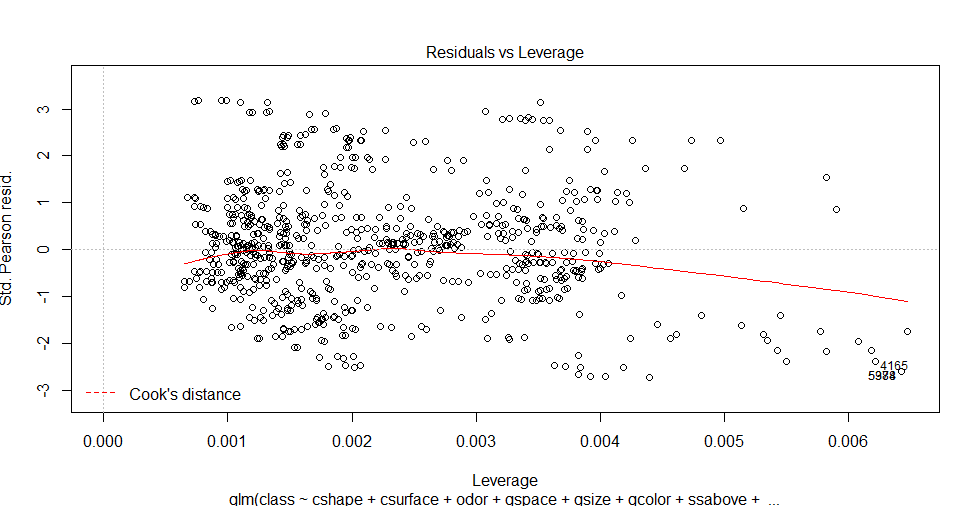 Residuals vs Leverage
Std. Pearson resid.
3
2
1
0
-1
-2
-3
4165
Cook's distance
0.000 0.001 0.002 0.003 0.004 0.005 0.006
Leverage
glm(class ~ cshape + csurface + odor + gspace + gsize + gcolor + ssabove + ...